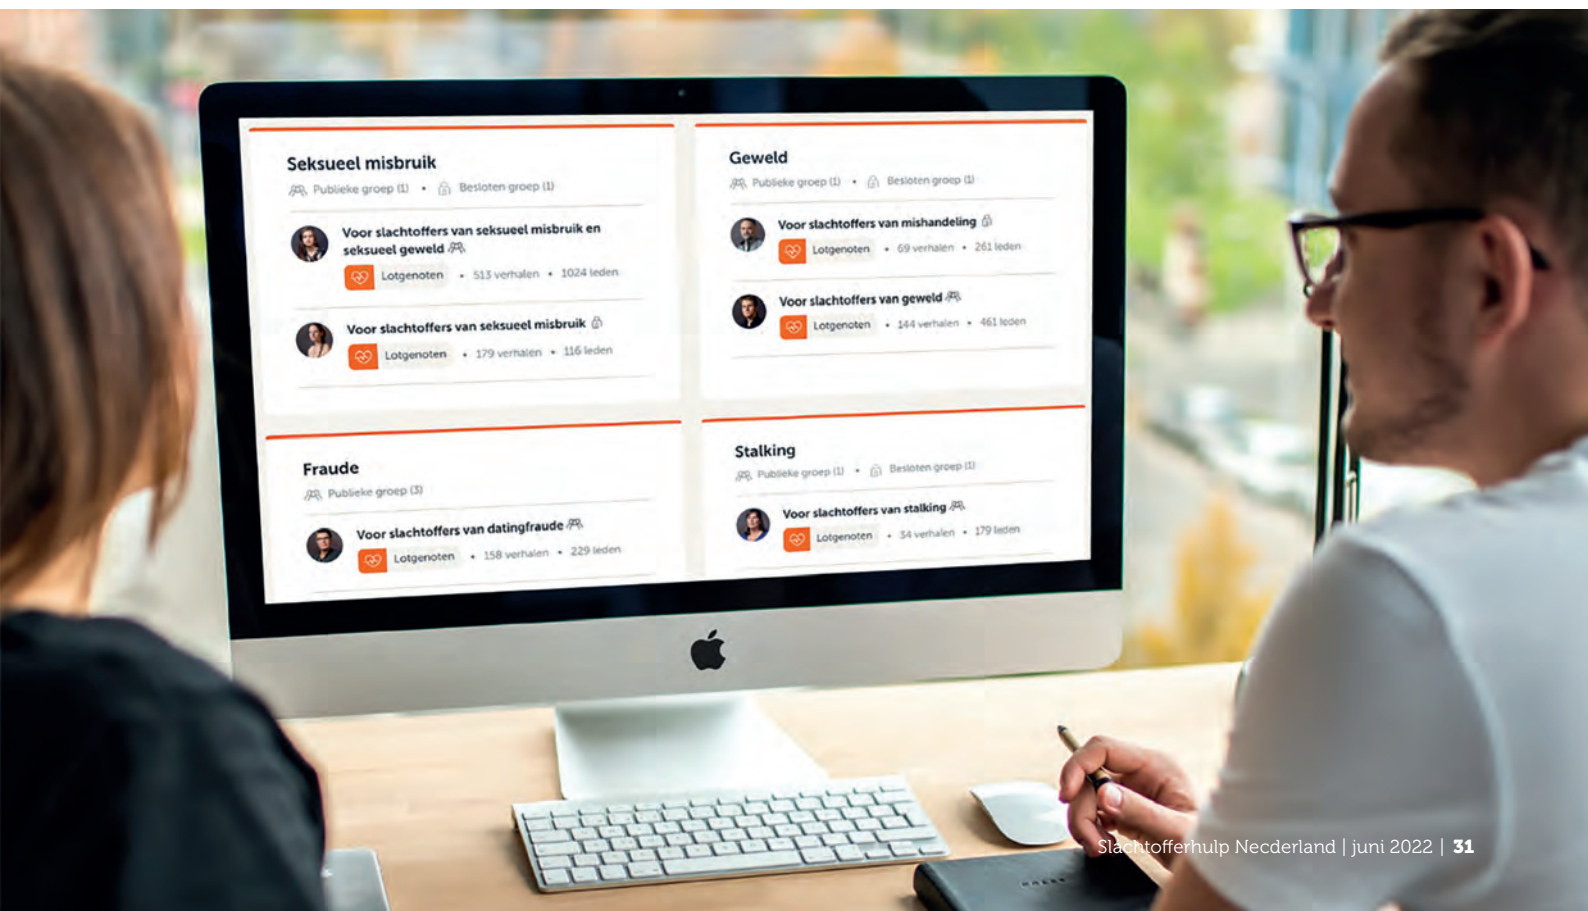 Seksueel misbruik
Publieke groep (1) • Besloten groep (1)
Voor slachtoffers van seksueel misbruik en
seksueel geweld
Lotgenoten • 513 verhalen • 1024 leden
Voor slachtoffers van seksueel misbruik
Lotgenoten • 179 verhalen • 116 leden
Geweld
Publieke groep (1) • Besloten groep (1)
Voor slachtoffers van mishandeling
Lotgenoten • 69 verhalen • 261 leden
Voor slachtoffers van geweld
Lotgenoten • 144 verhalen • 461 leden
Fraude
Publieke groep (3)
Voor slachtoffers van datingfraude
Lotgenoten • 158 verhalen • 229 leden
Stalking
Publieke groep (1) • Besloten groep (1)
Voor slachtoffers van stalking
Lotgenoten • 34 verhalen • 179 leden
Slachtofferhulp Necderland | juni 2022 | 31